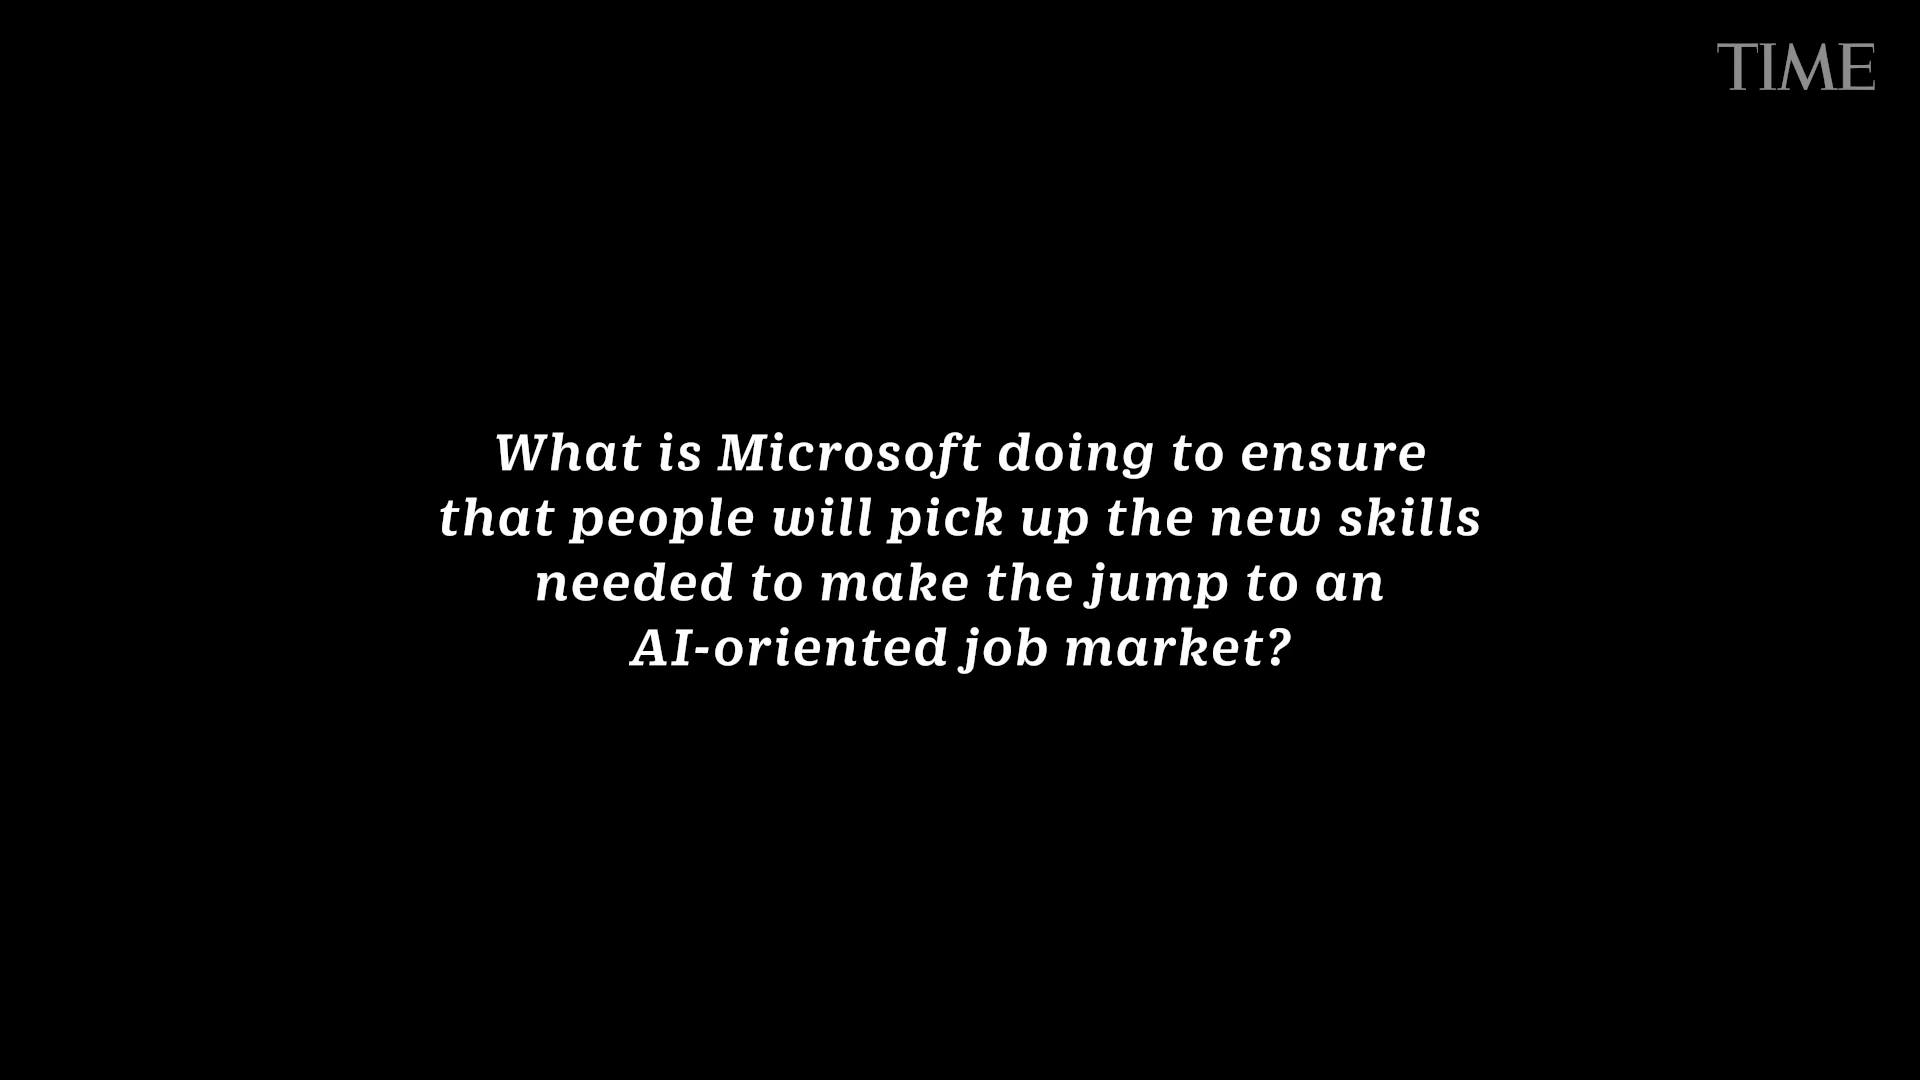 TIME
What is Microsoft doing to ensure
that people will pick up the new skills
needed to make the jump to an
AI-oriented job market?